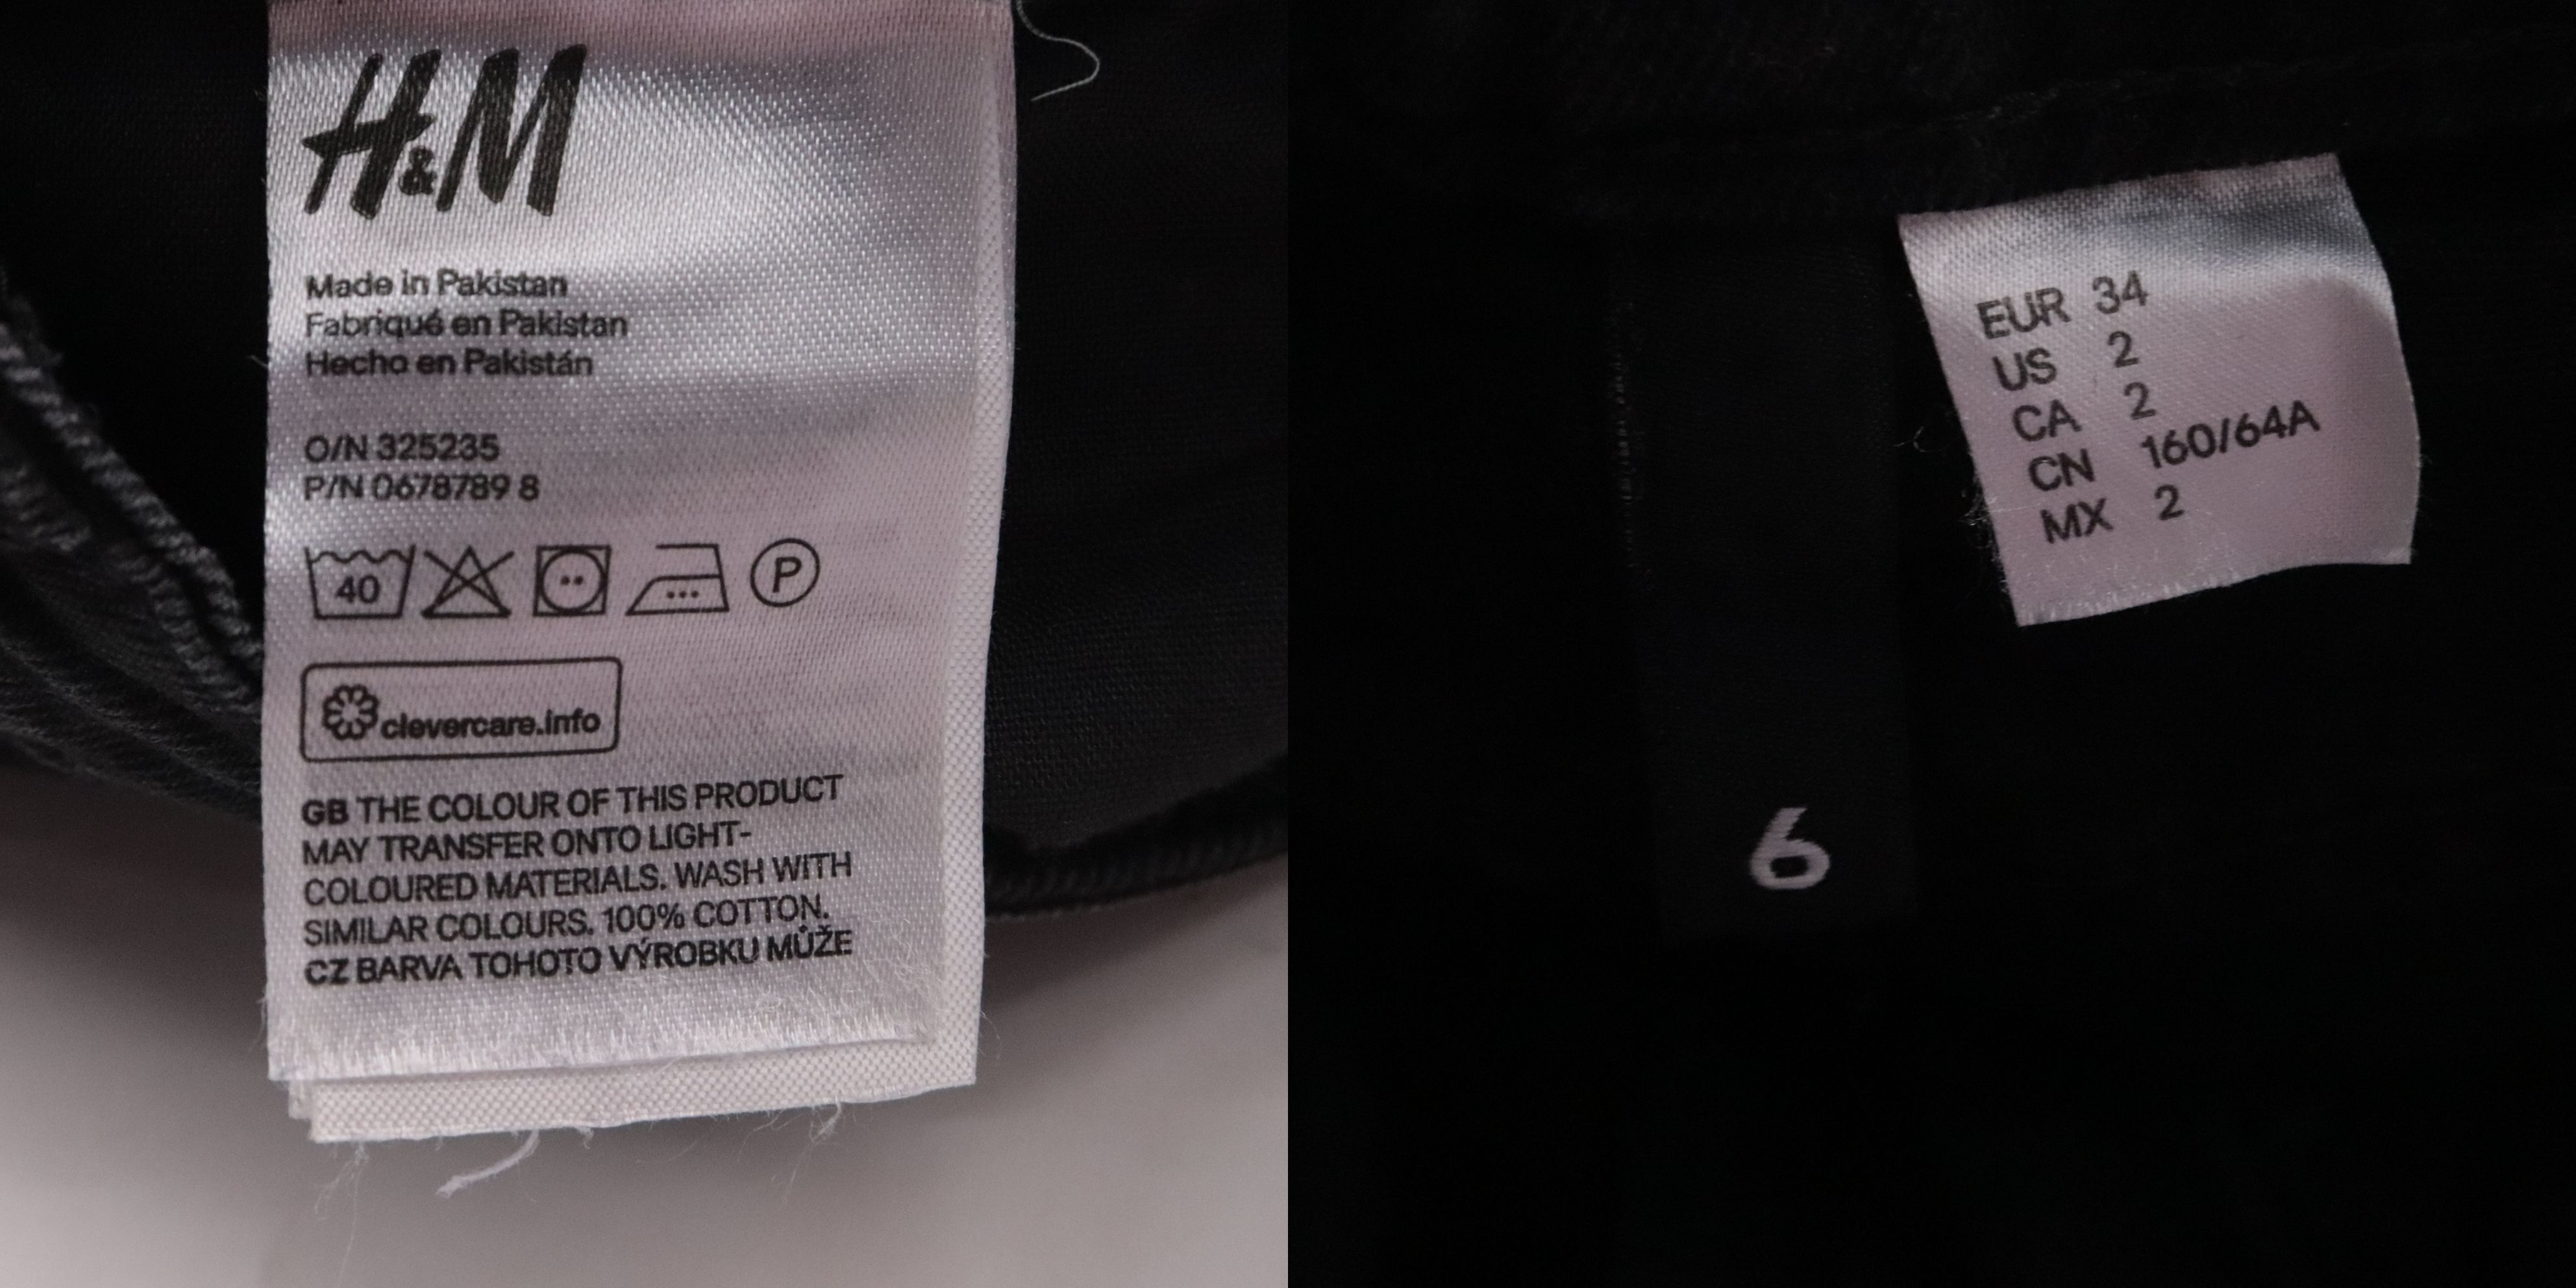 H&M
Made in Pakistan
Fabriqué en Pakistan
Hecho en Pakistán
O/N 325235
P/N 0678789 8
40
P
clevercare.info
GB THE COLOUR OF THIS PRODUCT
MAY TRANSFER ONTO LIGHT-
COLOURED MATERIALS. WASH WITH
SIMILAR COLOURS. 100% COTTON.
CZ BARVA TOHOTO VÝROBKU MŮŽE
EUR 34
US 2
CA 2
CN 160/64A
MX 2
6